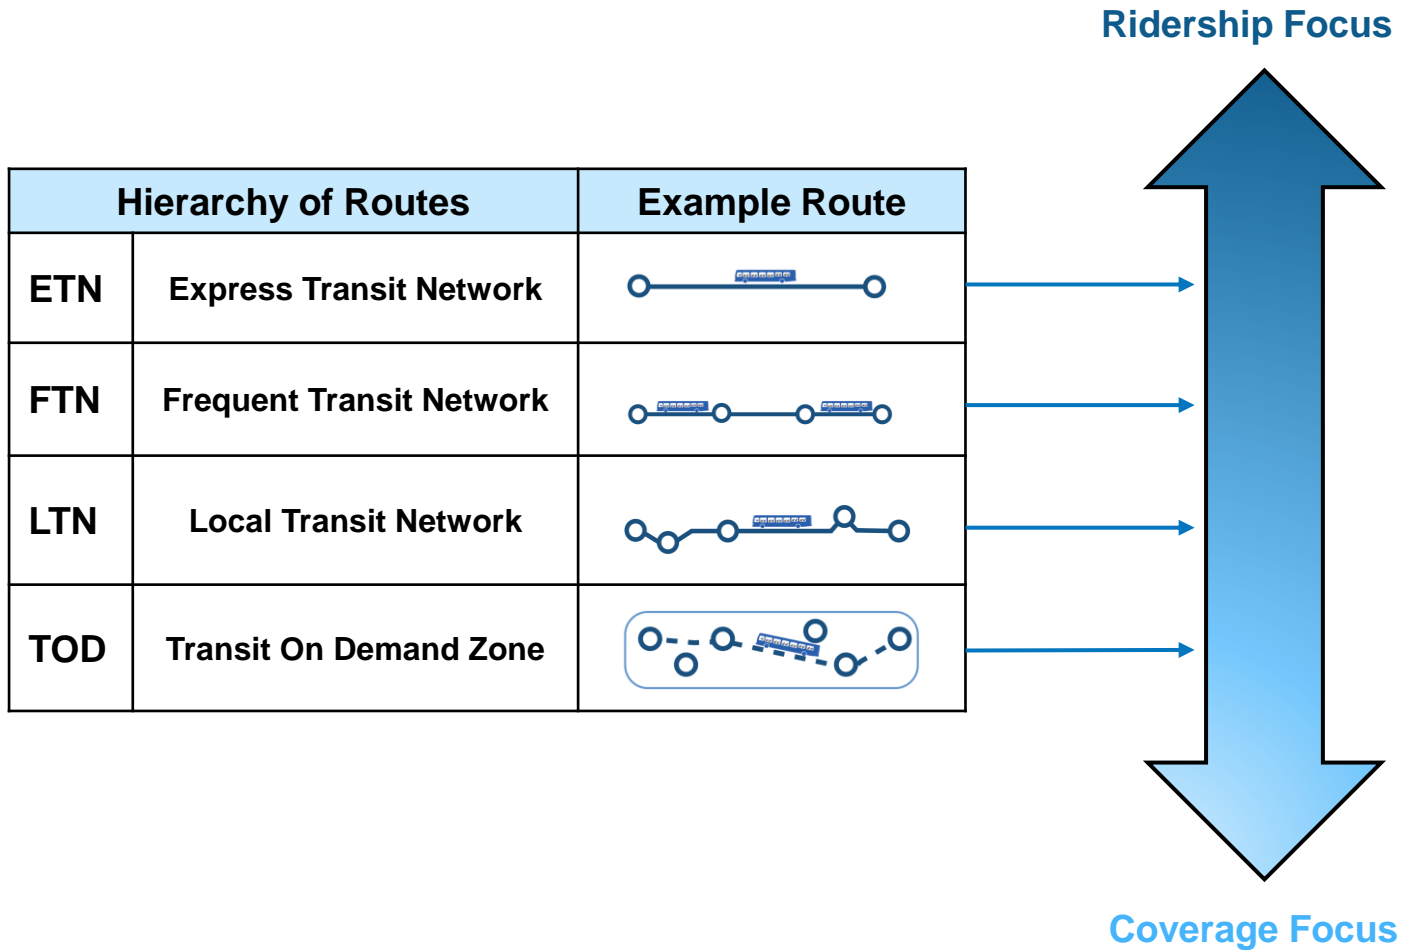 Ridership Focus
Hierarchy of Routes
Example Route
ETN
Express Transit Network
FTN
Frequent Transit Network
LTN
Local Transit Network
TOD
Transit On Demand Zone
Coverage Focus